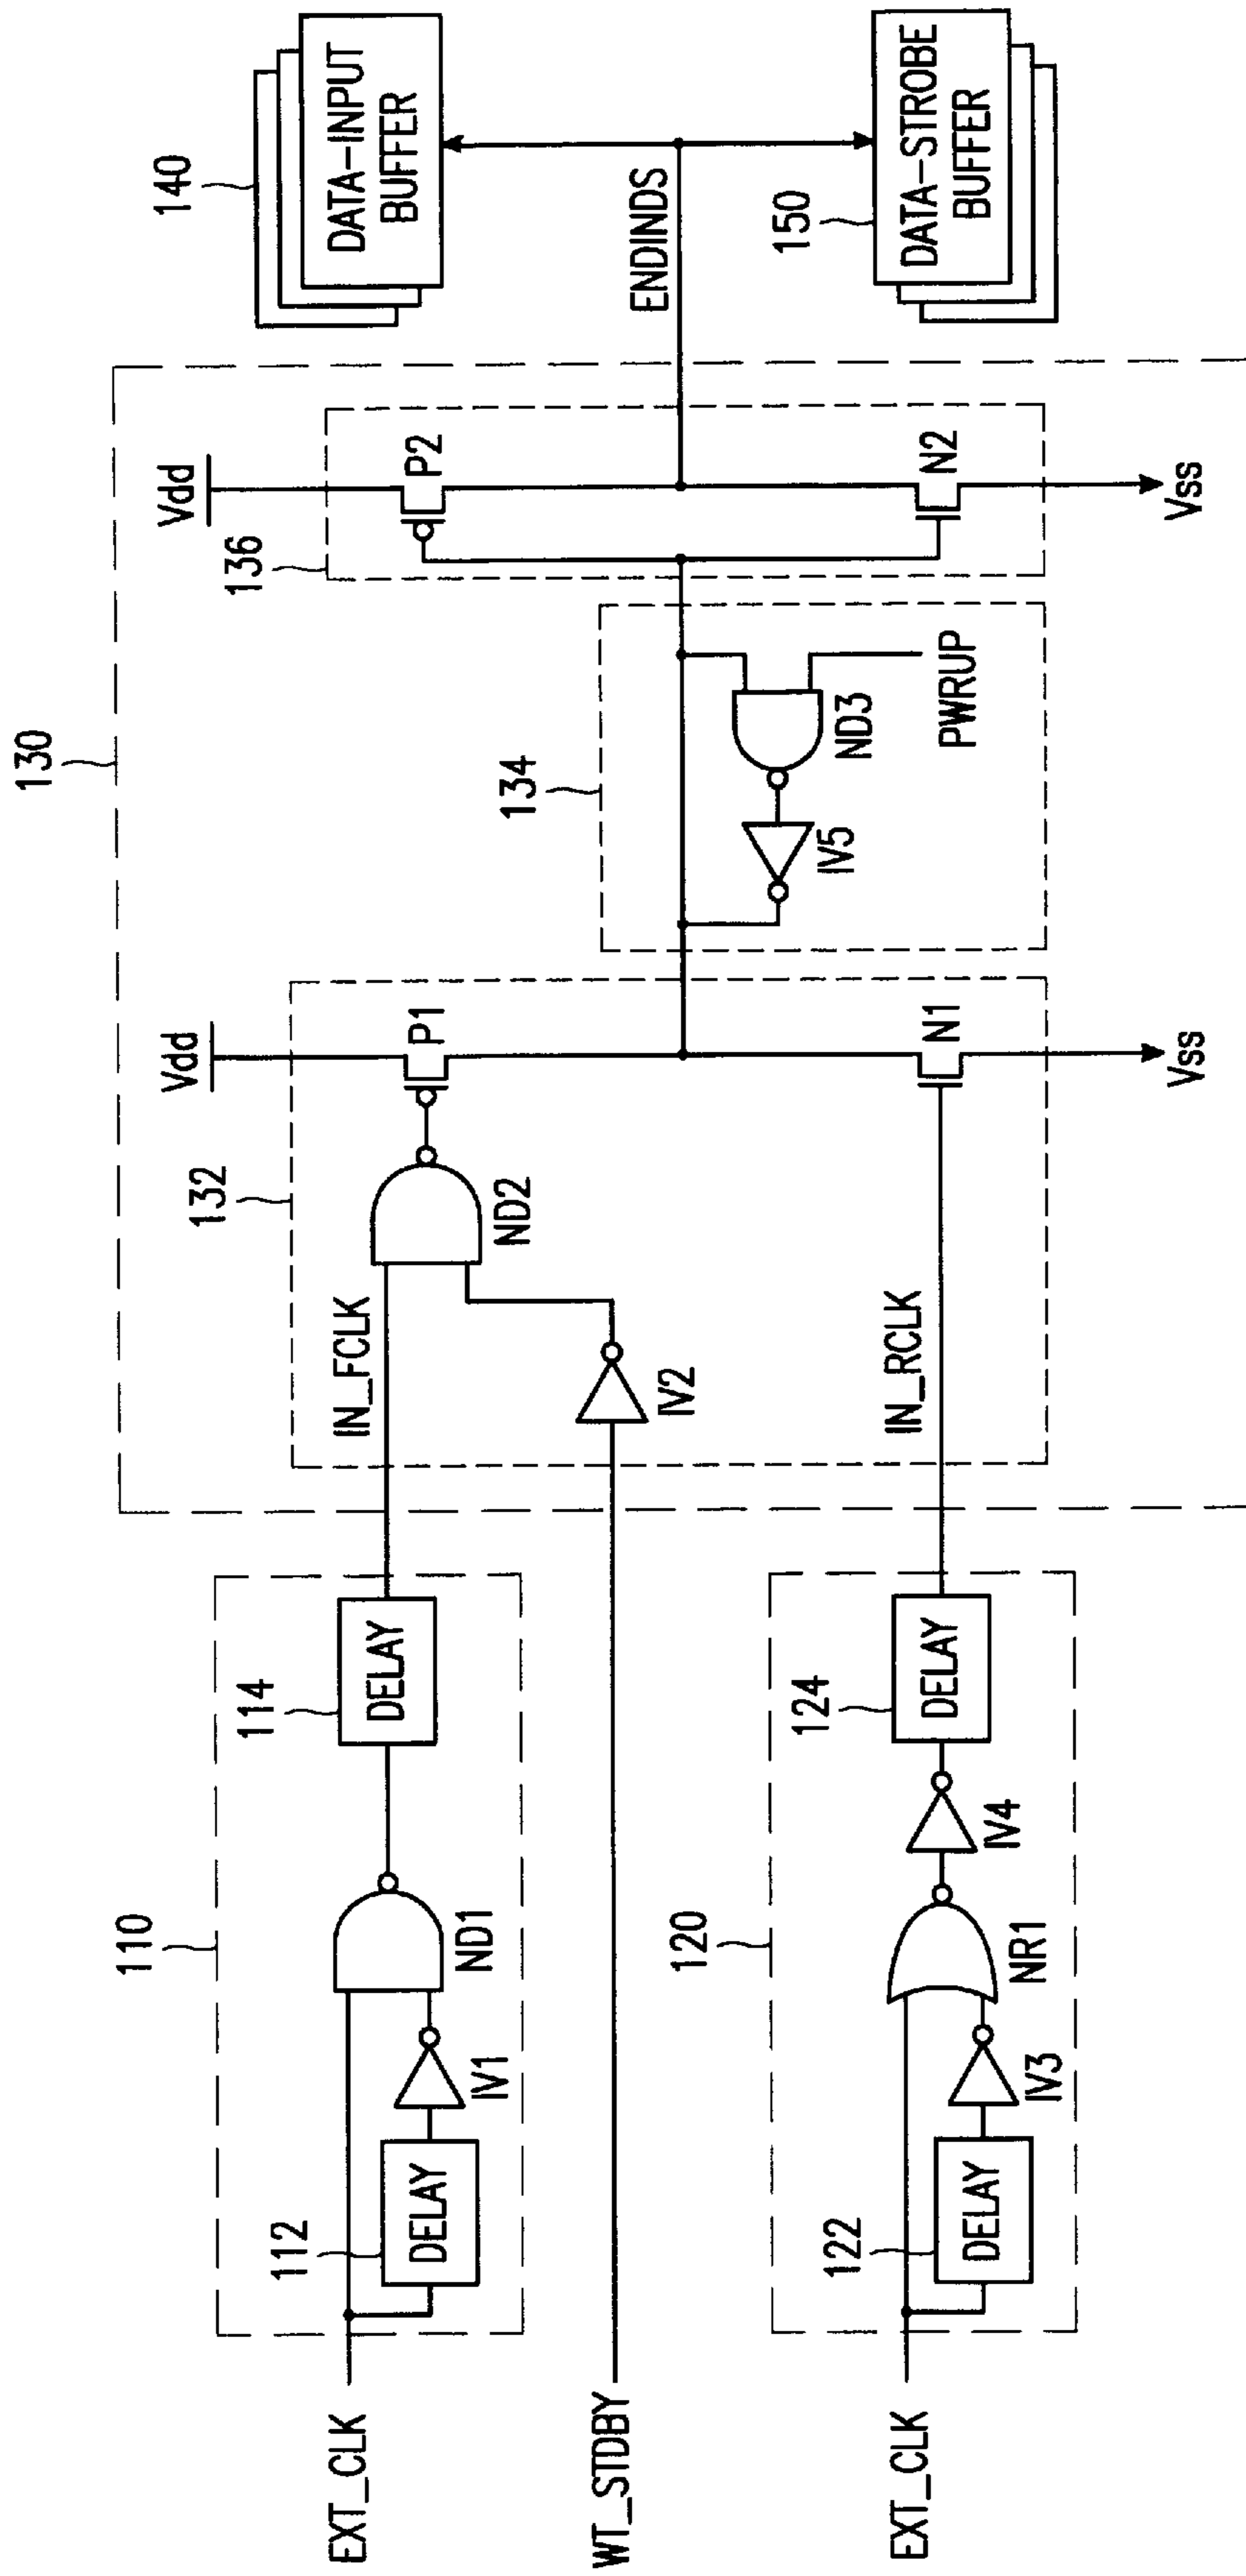 EXT_CLK
110
112
DELAY
IV1
ND1
114
DELAY
WT_STDBY
EXT_CLK
120
122
DELAY
IV3
NR1
IV4
124
DELAY
130
132
IN_FCLK
IV2
ND2
IN_RCLK
Vdd
P1
N1
Vss
134
IV5
ND3
PWRUP
136
Vdd
P2
N2
Vss
ENDINDS
140
DATA-INPUT
BUFFER
150
DATA-STROBE
BUFFER